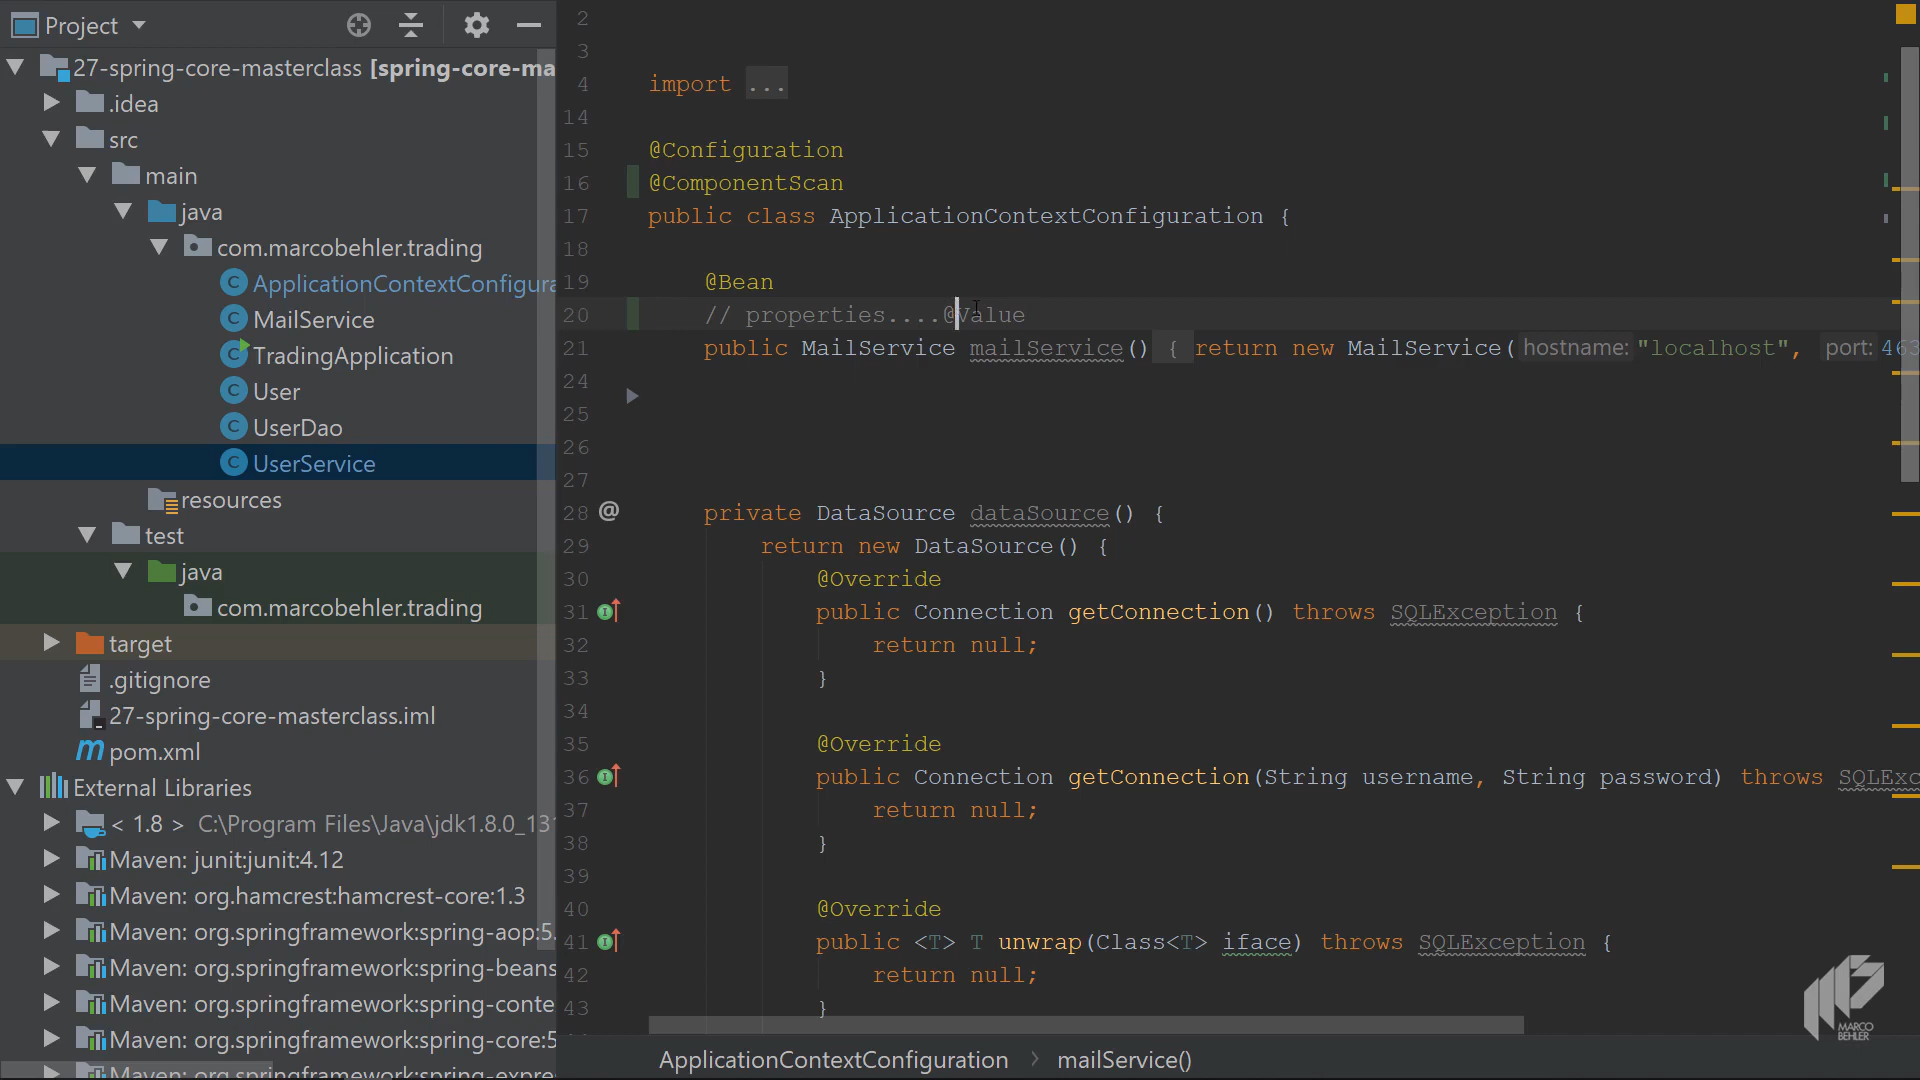 Project
27-spring-core-masterclass [spring-core-ma
.idea
src
main
java
com.marcobehler.trading
ApplicationContextConfigura
MailService
TradingApplication
User
UserDao
UserService
resources
test
java
com.marcobehler.trading
target
.gitignore
27-spring-core-masterclass.iml
pom.xml
External Libraries
< 1.8 > C:\Program Files\Java\jdk1.8.0_131
Maven: junit:junit:4.12
Maven: org.hamcrest:hamcrest-core:1.3
Maven: org.springframework:spring-aop:5.
Maven: org.springframework:spring-beans
Maven: org.springframework:spring-conte
Maven: org.springframework:spring-core:5
Maven: org.springframework:spring-expre
2
3
4 import ...
14
15 @Configuration
16 @ComponentScan
17 public class ApplicationContextConfiguration {
18
19 @Bean
20 // properties....@Value
21 public MailService mailService() { return new MailService( hostname: "localhost", port: 463
24
25
26
27
28 @ private DataSource dataSource() {
29 return new DataSource() {
30 @Override
31 public Connection getConnection() throws SQLException {
32 return null;
33 }
34
35 @Override
36 public Connection getConnection(String username, String password) throws SQLExc
37 return null;
38 }
39
40 @Override
41 public <T> T unwrap(Class<T> iface) throws SQLException {
42 return null;
43 }
ApplicationContextConfiguration › mailService()
MARCO
BEHLER